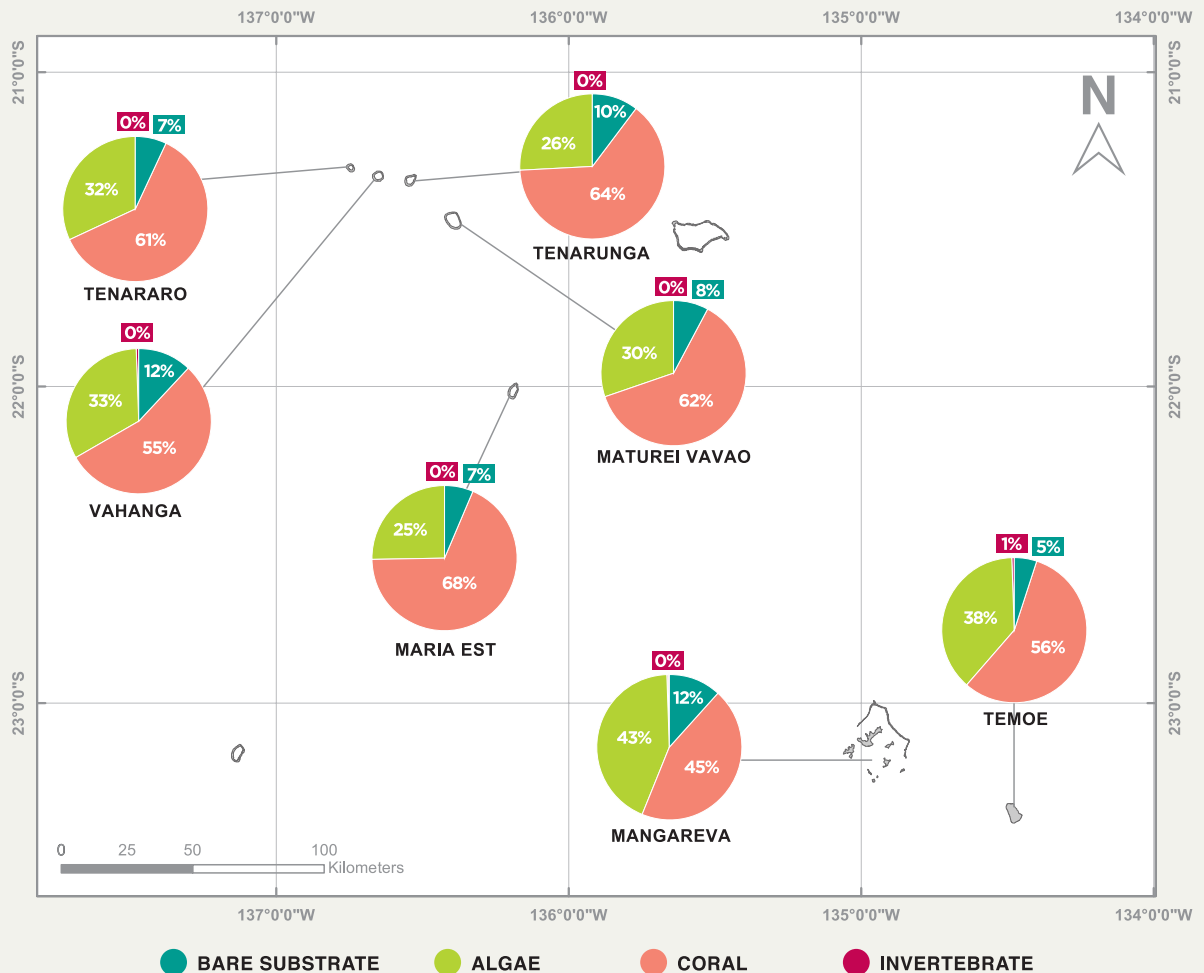 137°0'0"W 136°0'0"W 135°0'0"W 134°0'0"W
21°0'0"S
21°0'0"S
N
0%
10%
26%
64%
TENARUNGA
0% 7%
32%
61%
TENARARO
0% 8%
30%
62%
MATUREI VAVAO
0%
12%
33%
55%
VAHANGA
22°0'0"S
22°0'0"S
0% 7%
25%
68%
MARIA EST
1% 5%
38%
56%
TEMOE
0%
12%
43%
45%
MANGAREVA
23°0'0"S
23°0'0"S
0 25 50 100
Kilometers
137°0'0"W 136°0'0"W 135°0'0"W 134°0'0"W
BARE SUBSTRATE ALGAE CORAL INVERTEBRATE